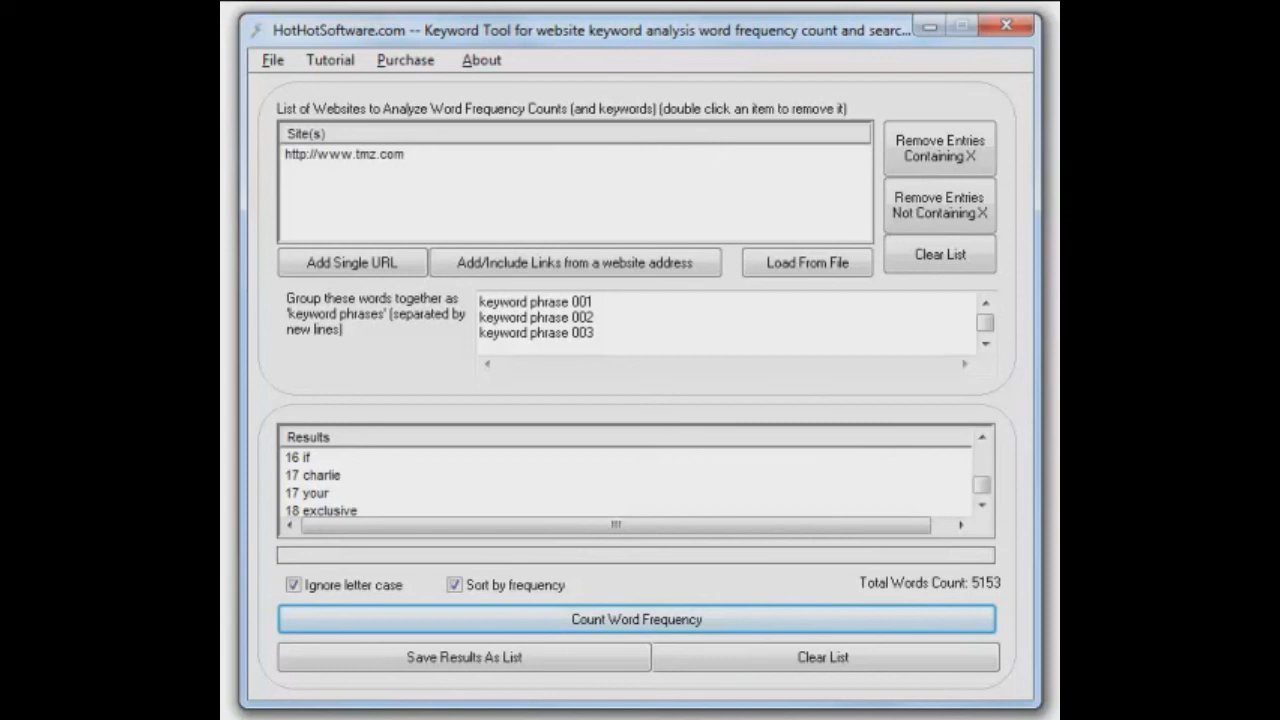 HotHotSoftware.com -- Keyword Tool for website keyword analysis word frequency count and searc...
File Tutorial Purchase About
List of Websites to Analyze Word Frequency Counts (and keywords) (double click an item to remove it)
Site(s)
http://www.tmz.com
Remove Entries
Containing X
Remove Entries
Not Containing X
Clear List
Add Single URL
Add/Include Links from a website address
Load From File
Group these words together as
'keyword phrases' (separated by
new lines)
keyword phrase 001
keyword phrase 002
keyword phrase 003
Results
16 if
17 charlie
17 your
18 exclusive
Ignore letter case
Sort by frequency
Total Words Count: 5153
Count Word Frequency
Save Results As List
Clear List